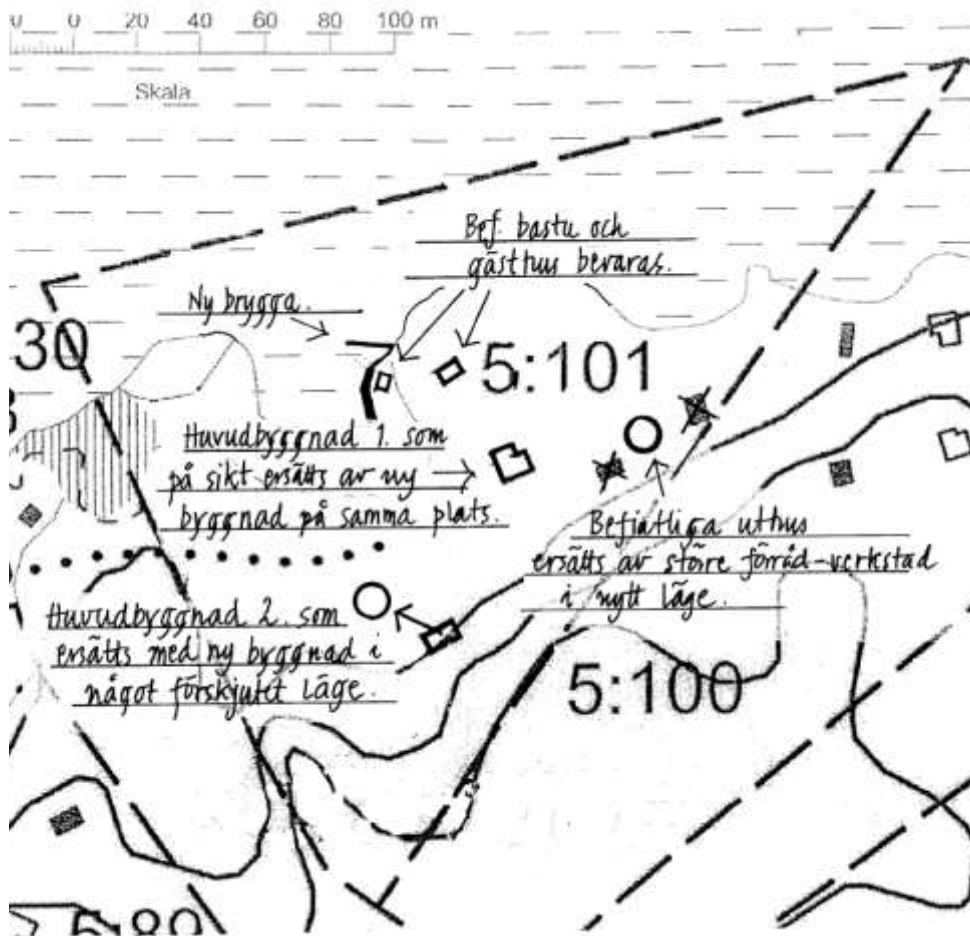 0 20 40 60 80 100 m
Skala
Bef. bastu och
gästhus bevaras.
Ny brygga.
30
5:101
Huvudbyggnad 1. som
på sikt ersätts av ny
byggnad på samma plats.
Befintliga uthus
ersätts av större förråd-verkstad
i nytt läge.
Huvudbyggnad 2. som
ersätts med ny byggnad i
något förskjutet läge.
5:100